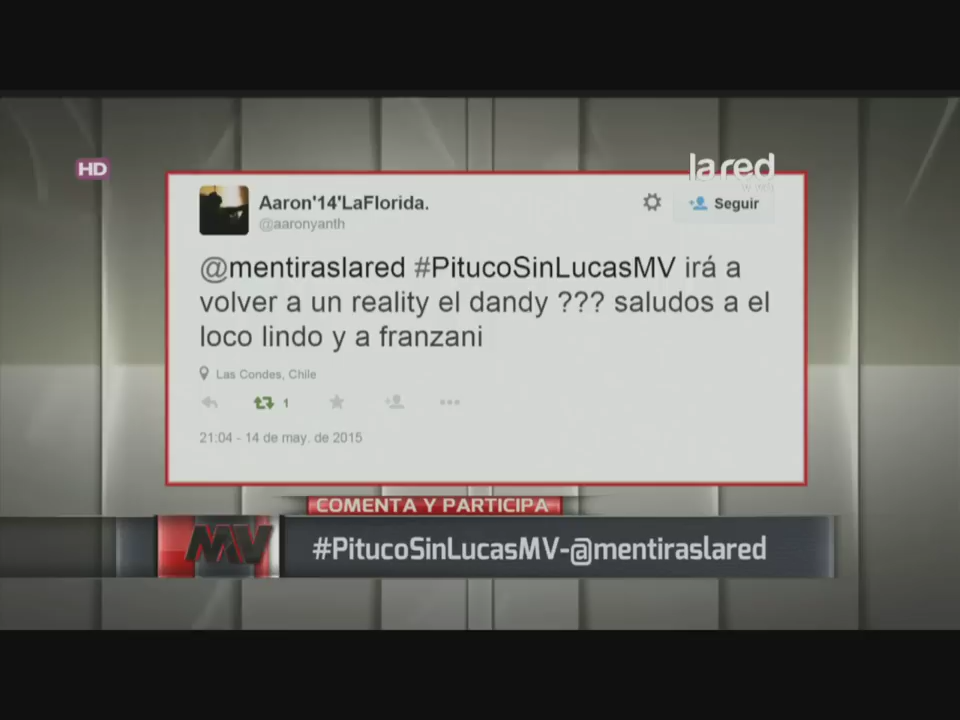 HD
la red
Aaron'14'LaFlorida.
@aaronyanth
Seguir
@mentiraslared #PitucoSinLucasMV irá a
volver a un reality el dandy ??? saludos a el
loco lindo y a franzani
Las Condes, Chile
1
21:04 - 14 de may. de 2015
COMENTA Y PARTICIPA
MV
#PitucoSinLucasMV-@mentiraslared